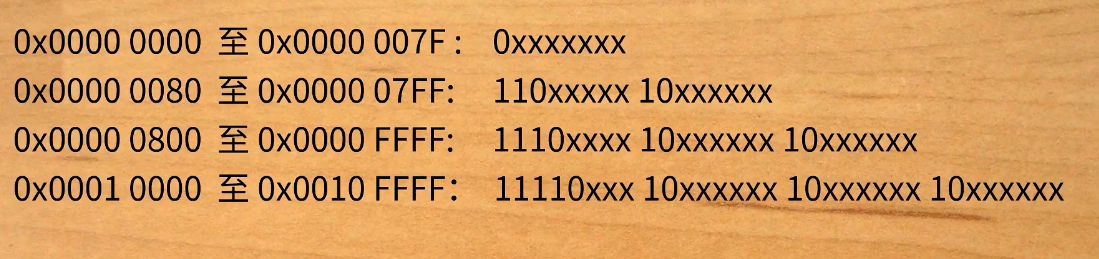 0x0000 0000 至 0x0000 007F : 0xxxxxxx
0x0000 0080 至 0x0000 07FF: 110xxxxx 10xxxxxx
0x0000 0800 至 0x0000 FFFF: 1110xxxx 10xxxxxx 10xxxxxx
0x0001 0000 至 0x0010 FFFF： 11110xxx 10xxxxxx 10xxxxxx 10xxxxxx